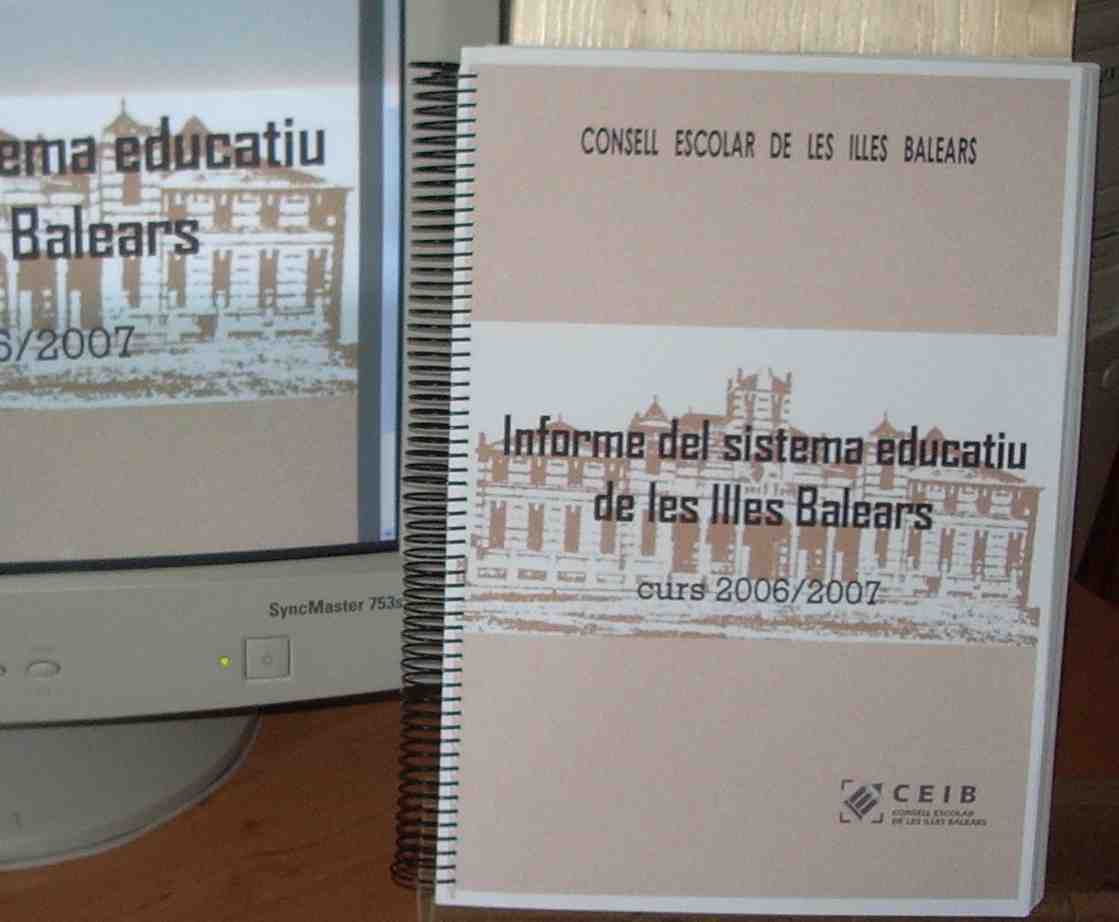 ema educatiu
Balears
6/2007
SyncMaster 753s
CONSELL ESCOLAR DE LES ILLES BALEARS
Informe del sistema educatiu
de les Illes Balears
curs 2006/2007
CEIB
CONSELL ESCOLAR
DE LES ILLES BALEARS